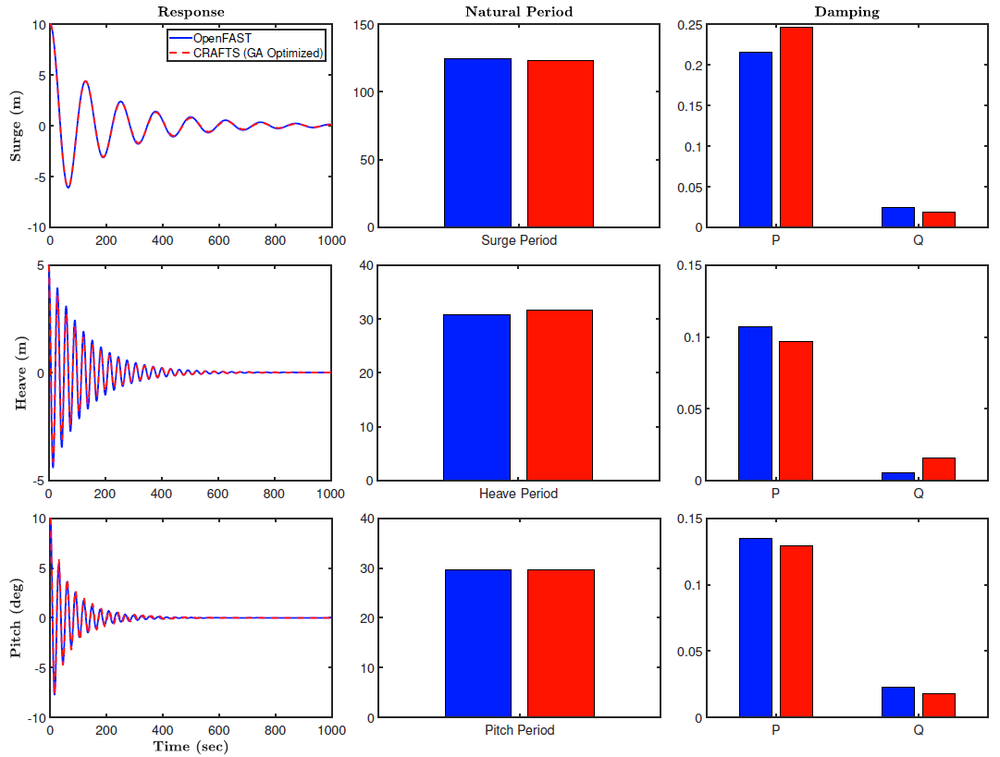 Response
Natural Period
Damping
OpenFAST
CRAFTS (GA Optimized)
Surge (m)
10
5
0
-5
-10
0 200 400 600 800 1000
150
100
50
0
Surge Period
0.25
0.2
0.15
0.1
0.05
0
P Q
Heave (m)
5
0
-5
0 200 400 600 800 1000
40
30
20
10
0
Heave Period
0.15
0.1
0.05
0
P Q
Pitch (deg)
10
5
0
-5
-10
0 200 400 600 800 1000
Time (sec)
40
30
20
10
0
Pitch Period
0.15
0.1
0.05
0
P Q